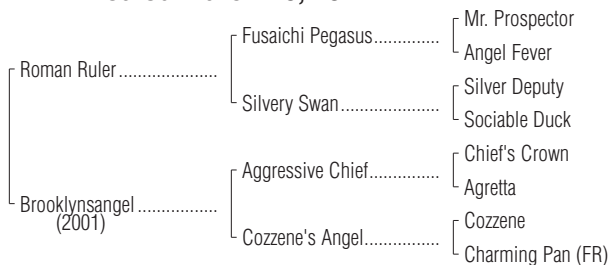 Mr. Prospector
Fusaichi Pegasus
Angel Fever
Roman Ruler
Silver Deputy
Silvery Swan
Sociable Duck
Chief's Crown
Aggressive Chief
Agretta
Brooklynsangel
(2001)
Cozzene
Cozzene's Angel
Charming Pan (FR)